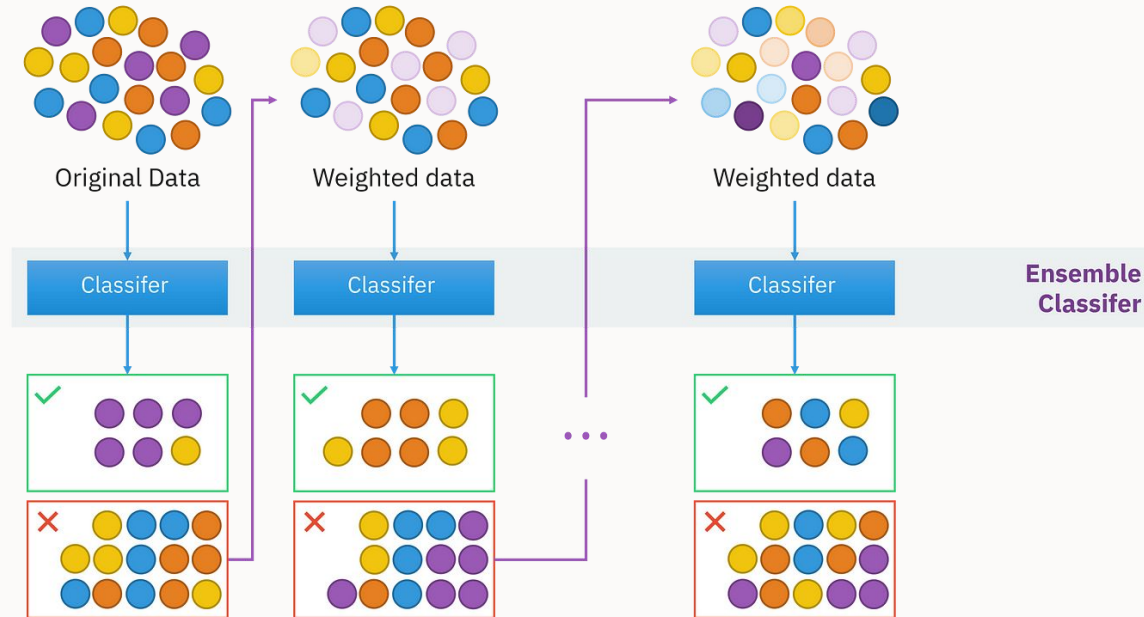 Original Data
Weighted data
Weighted data
Classifer
Classifer
Classifer
Ensemble
Classifer